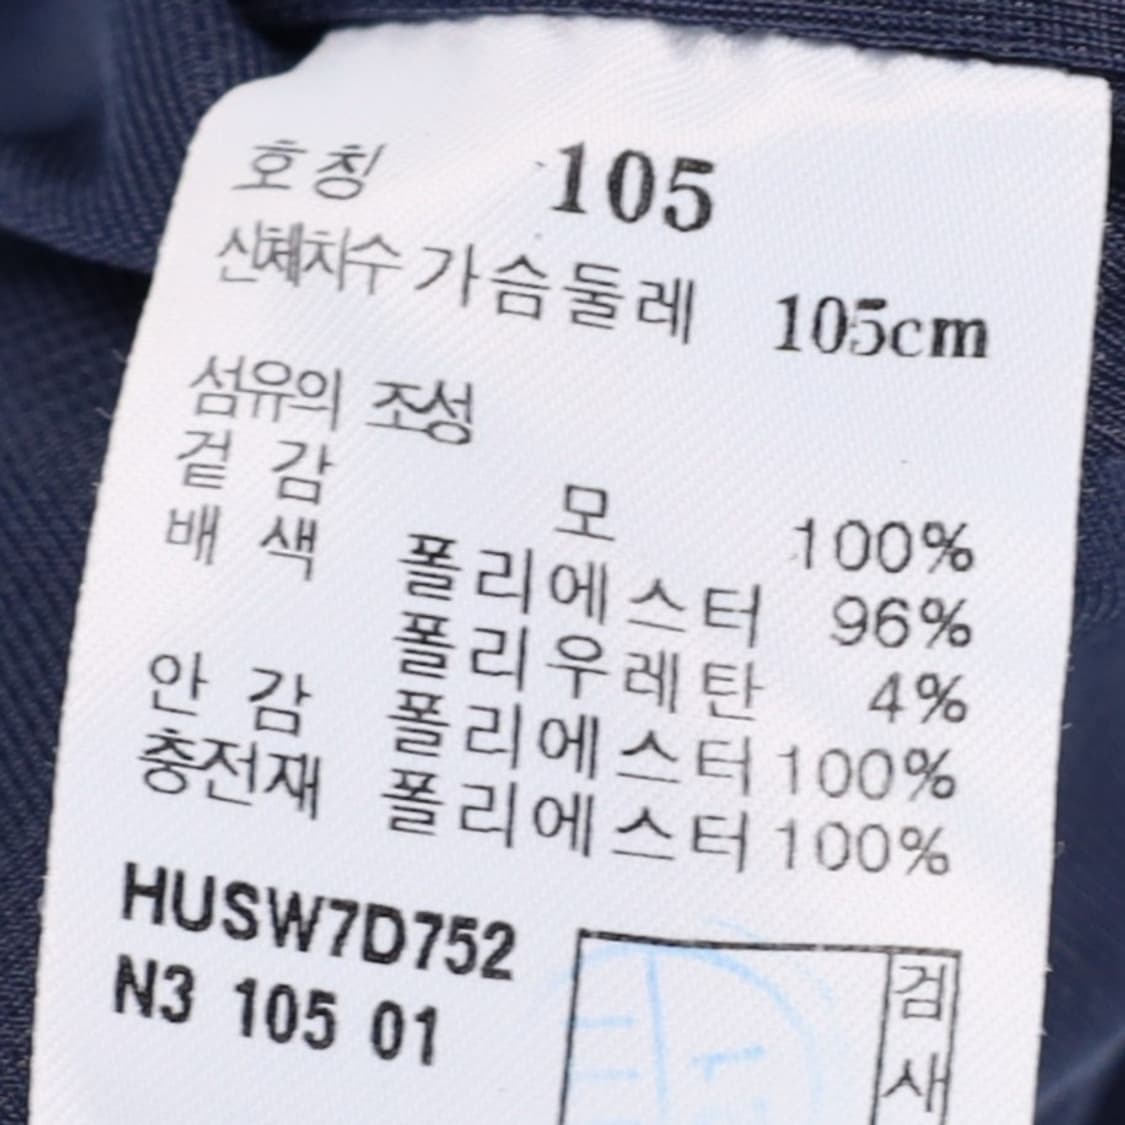 호칭 105
신체치수 가슴둘레 105cm
섬유의 조성
겉감 모 100%
배색 폴리에스터 96%
폴리우레탄 4%
안감 폴리에스터 100%
충전재 폴리에스터 100%
HUSW7D752
N3 105 01
검
사